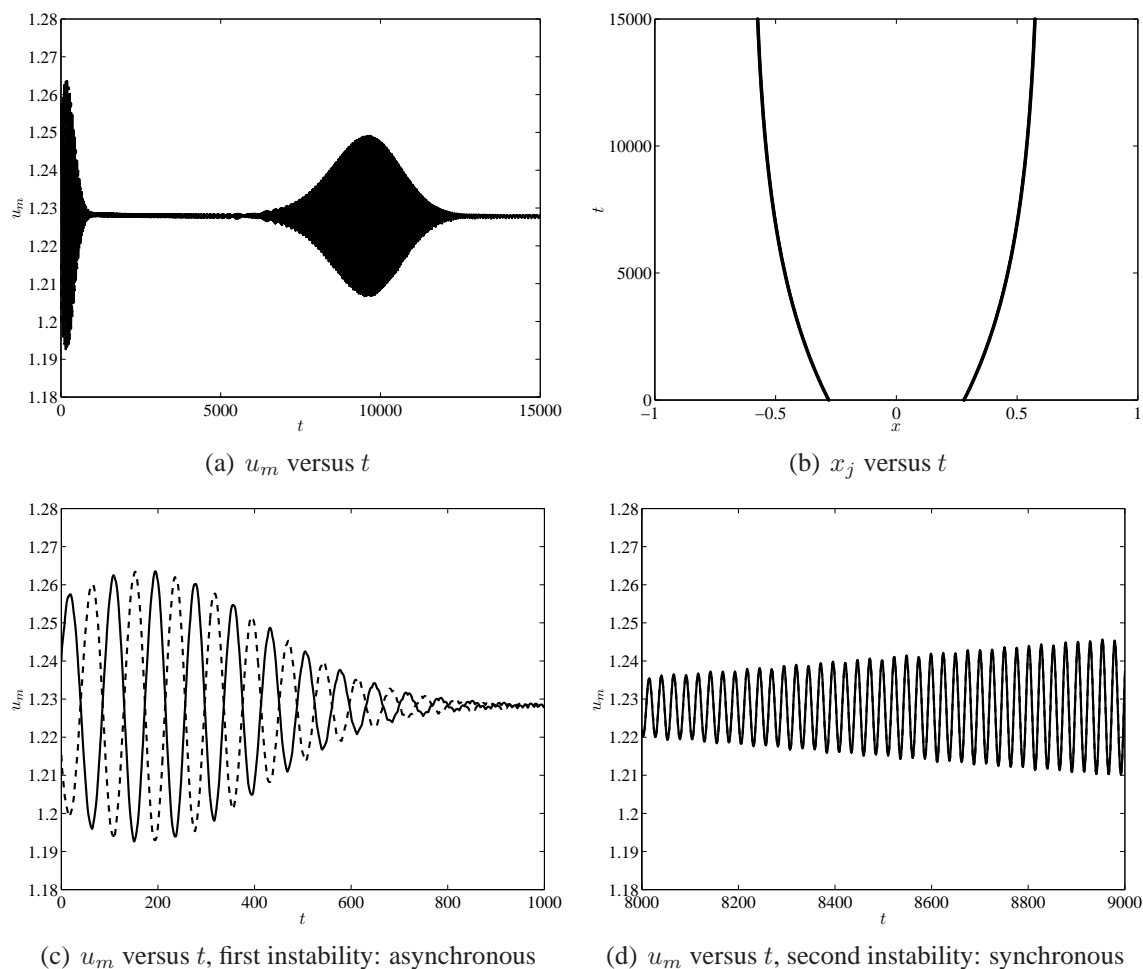 1.28
1.27
1.26
1.25
1.24
1.23
1.22
1.21
1.2
1.19
1.18
u_m
0 5000 10000 15000
t
(a) u_m versus t
15000
10000
5000
0
t
−1 −0.5 0 0.5 1
x
(b) x_j versus t
1.28
1.27
1.26
1.25
1.24
1.23
1.22
1.21
1.2
1.19
1.18
u_m
0 200 400 600 800 1000
t
(c) u_m versus t, first instability: asynchronous
1.28
1.27
1.26
1.25
1.24
1.23
1.22
1.21
1.2
1.19
1.18
u_m
8000 8200 8400 8600 8800 9000
t
(d) u_m versus t, second instability: synchronous